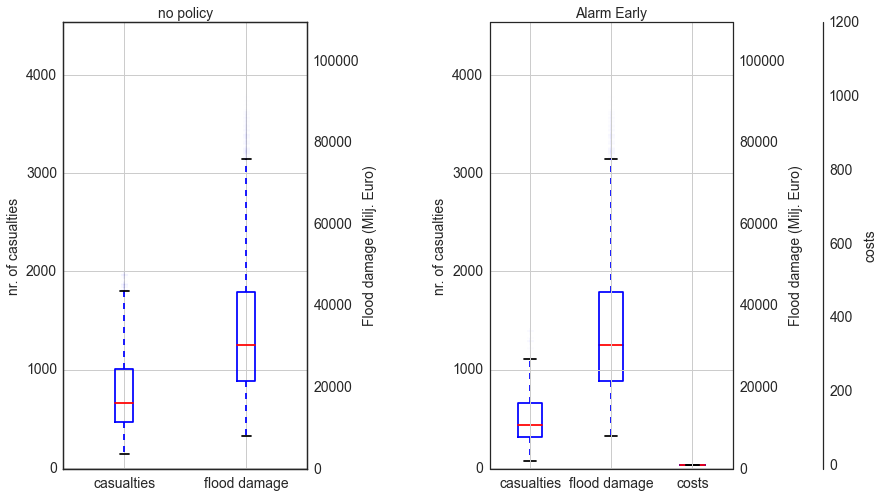 no policy
4000
3000
2000
1000
0
nr. of casualties
casualties
flood damage
100000
80000
60000
40000
20000
0
Flood damage (Milj. Euro)
Alarm Early
4000
3000
2000
1000
0
nr. of casualties
casualties
flood damage
costs
100000
80000
60000
40000
20000
0
Flood damage (Milj. Euro)
1200
1000
800
600
400
200
0
costs